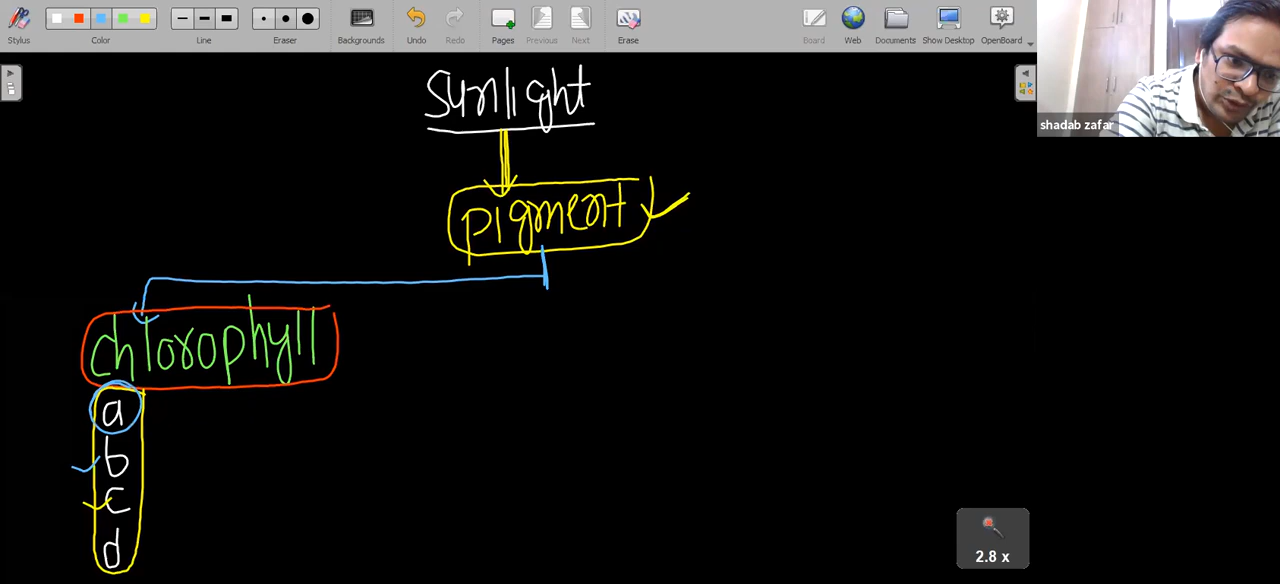 Stylus Color Line Eraser Backgrounds Undo Redo Pages Previous Next Erase Board Web Documents Show Desktop OpenBoard
sunlight
shadab zafar
pigment
chlorophyll
a
b
c
d
2.8 x